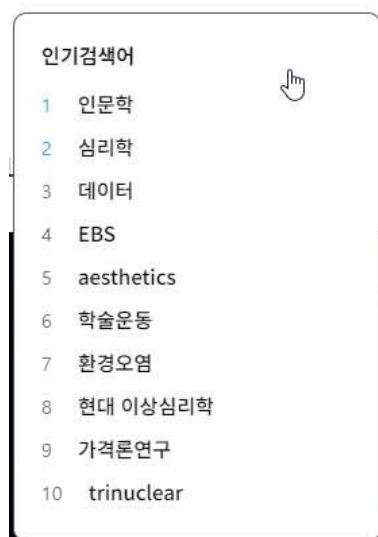 인기검색어
1 인문학
2 심리학
3 데이터
4 EBS
5 aesthetics
6 학술운동
7 환경오염
8 현대 이상심리학
9 가격론연구
10 trinuclear